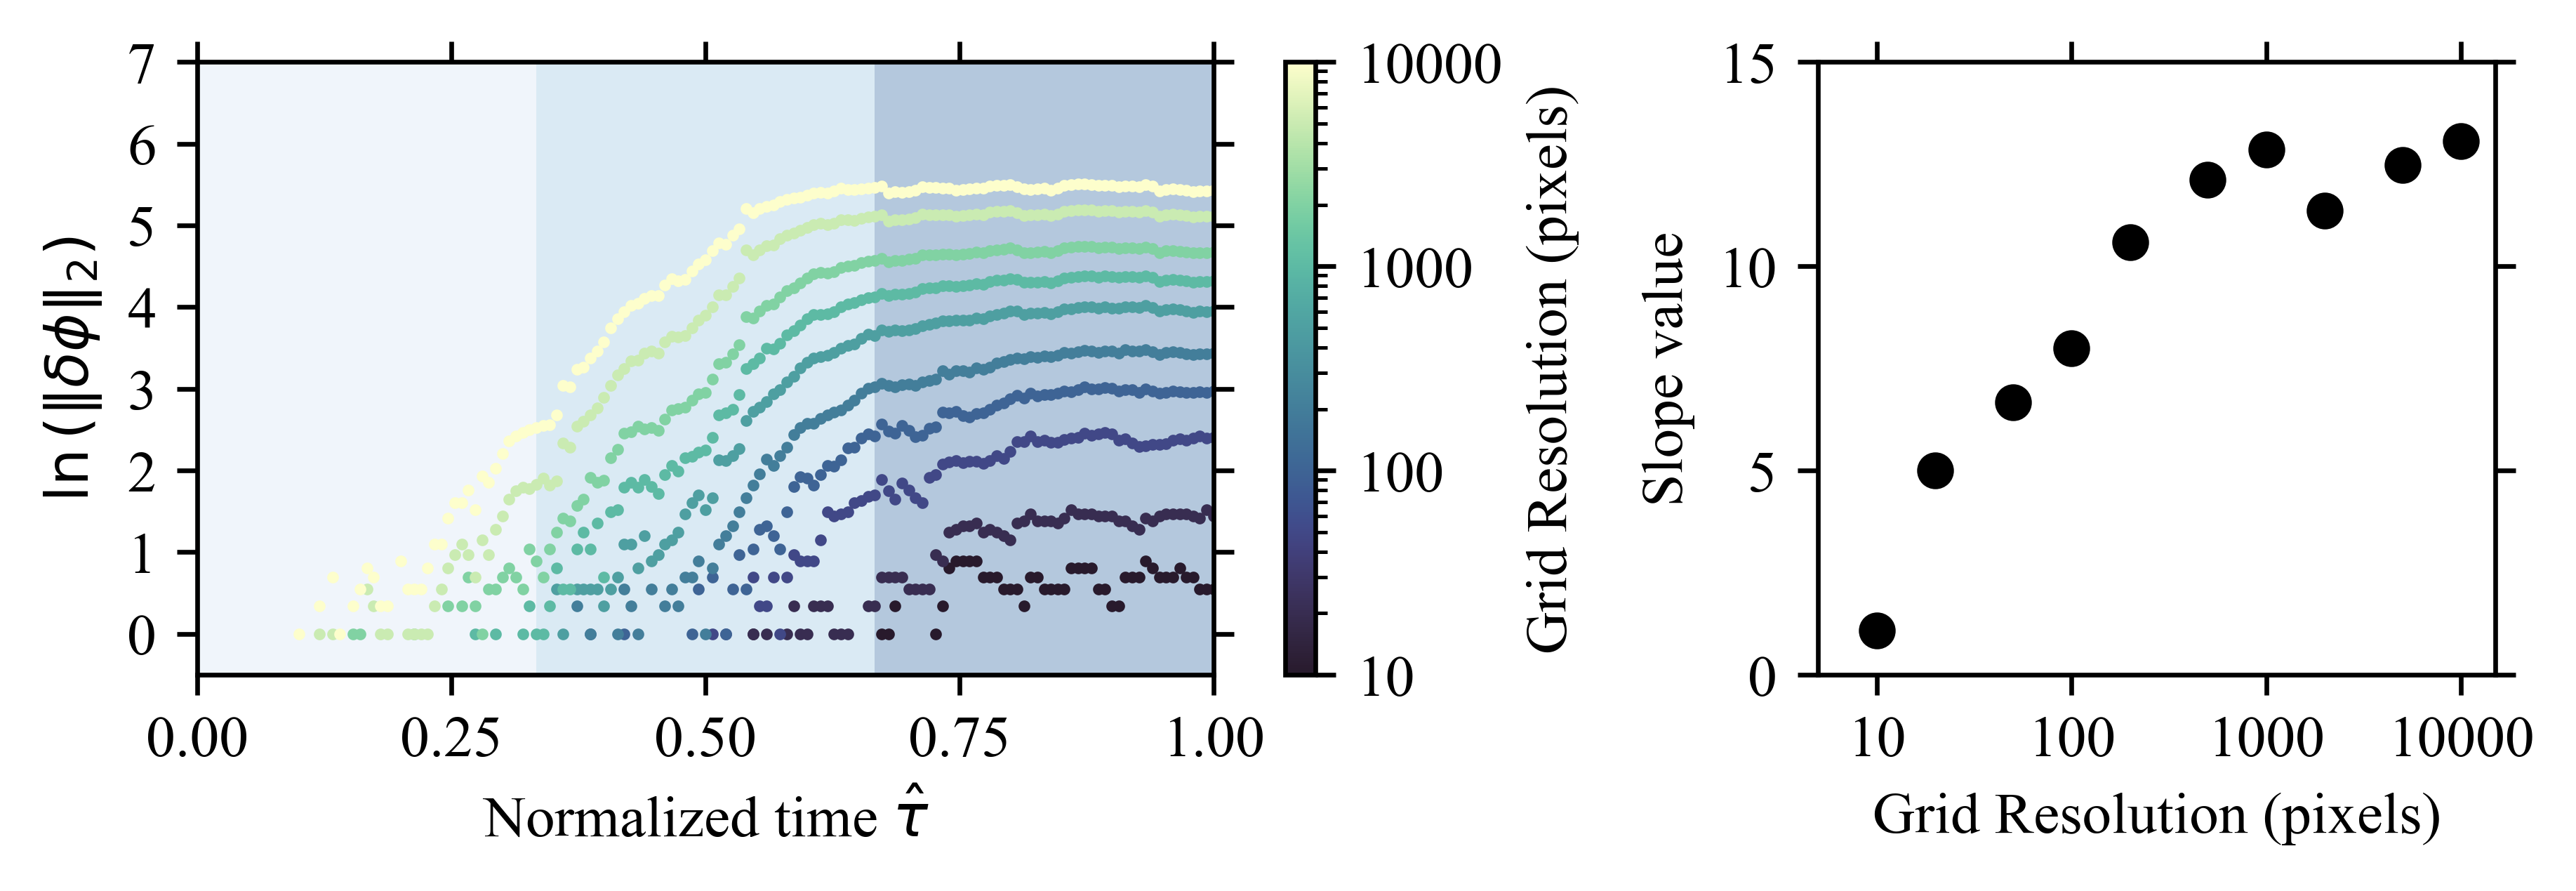 7
6
5
4
3
2
1
0
ln (‖δϕ‖₂)
0.00 0.25 0.50 0.75 1.00
Normalized time τ̂
10000
1000
100
10
Grid Resolution (pixels)
15
10
5
0
Slope value
10 100 1000 10000
Grid Resolution (pixels)